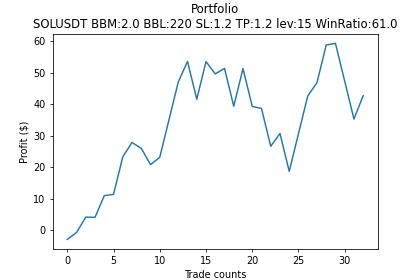 Portfolio
SOLUSDT BBM:2.0 BBL:220 SL:1.2 TP:1.2 lev:15 WinRatio:61.0
60
50
40
30
20
10
0
Profit ($)
0 5 10 15 20 25 30
Trade counts